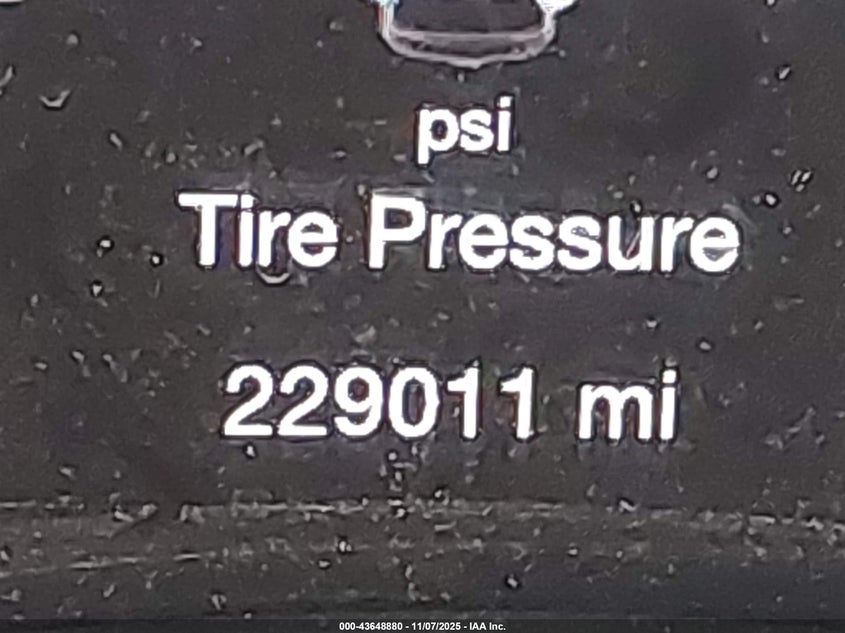 psi
Tire Pressure
229011 mi
000-43648880 - 11/07/2025 - IAA Inc.